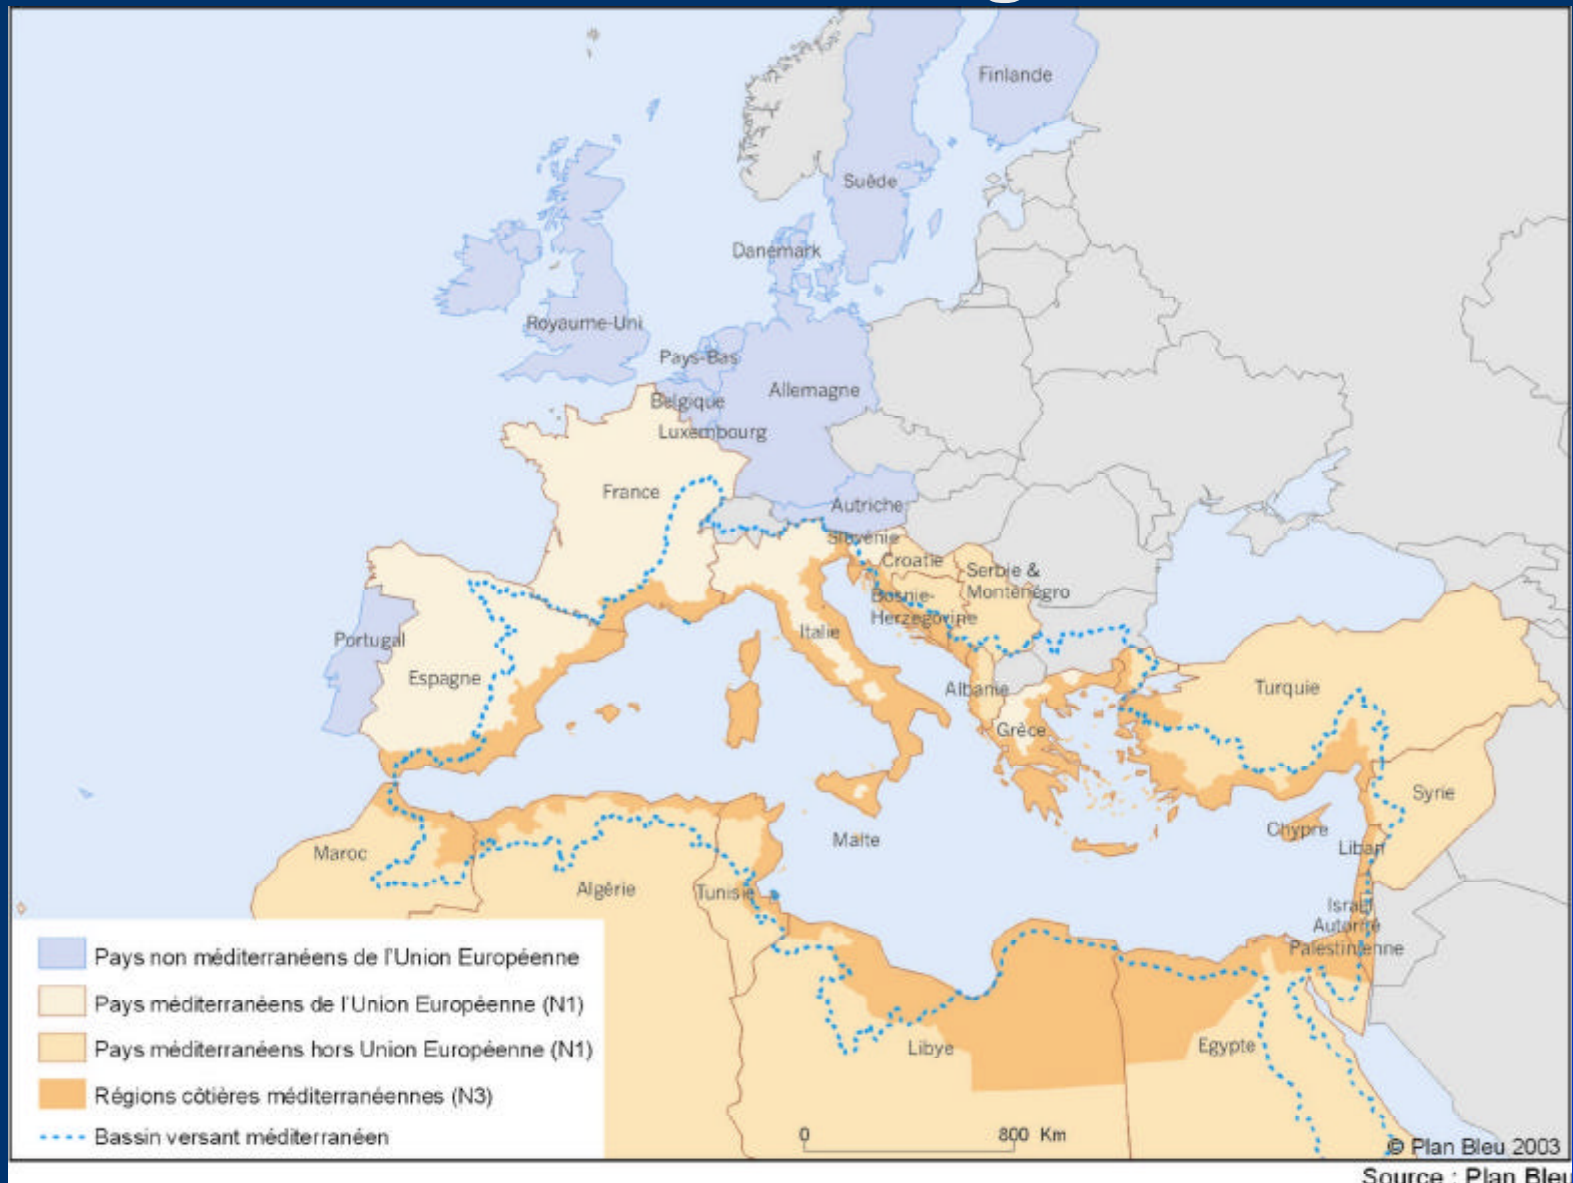 Finlande
Suède
Danemark
Royaume-Uni
Pays-Bas
Allemagne
Belgique
Luxembourg
France
Autriche
Slovénie
Croatie
Serbie &
Monténégro
Bosnie-
Herzegovine
Portugal
Italie
Espagne
Albanie
Turquie
Grèce
Syrie
Chypre
Malte
Liban
Maroc
Algérie
Tunisie
Israel
Autorité
Palestinienne
Libye
Egypte
Pays non méditerranéens de l'Union Européenne
Pays méditerranéens de l'Union Européenne (N1)
Pays méditerranéens hors Union Européenne (N1)
Régions côtières méditerranéennes (N3)
Bassin versant méditerranéen
0 800 Km
© Plan Bleu 2003
Source : Plan Bleu